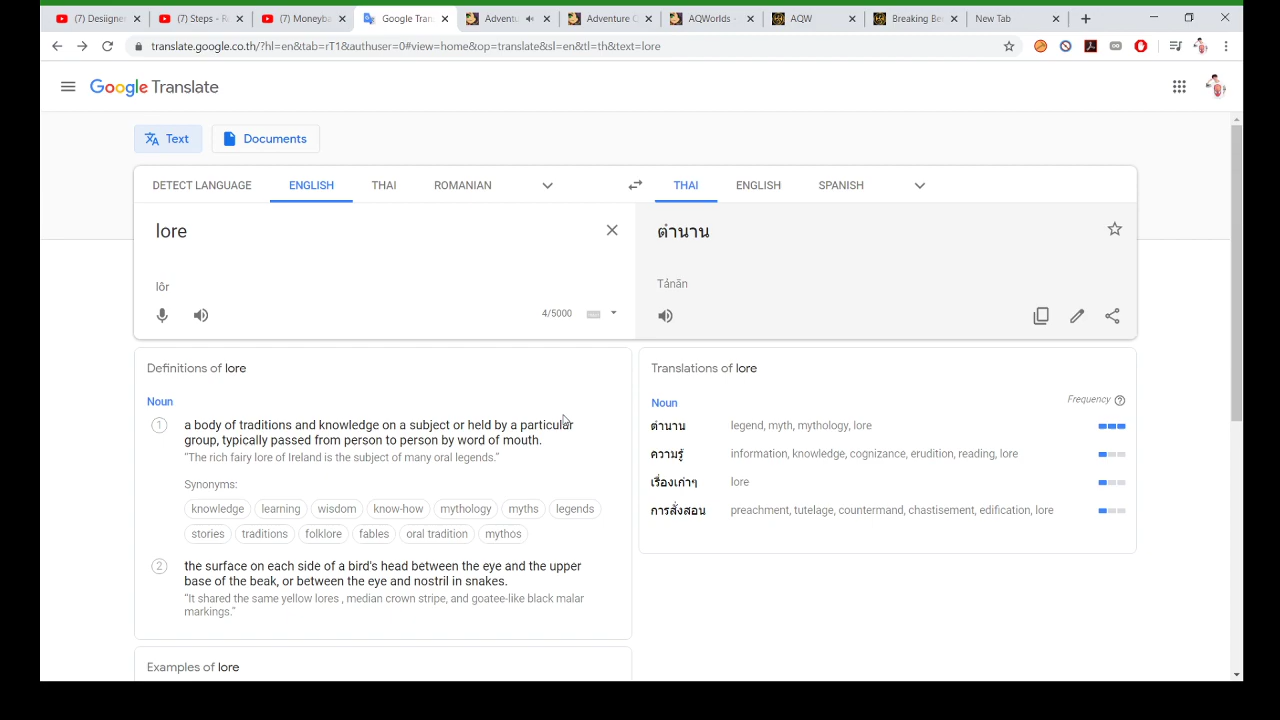 (7) Desiigner
(7) Steps - R
(7) Moneyba
Google Tran
Adventu
Adventure Q
AQWorlds -
AQW
Breaking Be
New Tab
translate.google.co.th/?hl=en&tab=rT1&authuser=0#view=home&op=translate&sl=en&tl=th&text=lore
Google Translate
Text
Documents
DETECT LANGUAGE ENGLISH THAI ROMANIAN
THAI ENGLISH SPANISH
lore
lôr
4/5000
ตำนาน
Tảnān
Definitions of lore
Noun
1 a body of traditions and knowledge on a subject or held by a particular
group, typically passed from person to person by word of mouth.
"The rich fairy lore of Ireland is the subject of many oral legends."
Synonyms:
knowledge learning wisdom know-how mythology myths legends
stories traditions folklore fables oral tradition mythos
2 the surface on each side of a bird's head between the eye and the upper
base of the beak, or between the eye and nostril in snakes.
"It shared the same yellow lores , median crown stripe, and goatee-like black malar
markings."
Examples of lore
Translations of lore
Noun Frequency
ตำนาน legend, myth, mythology, lore
ความรู้ information, knowledge, cognizance, erudition, reading, lore
เรื่องเก่าๆ lore
การสั่งสอน preachment, tutelage, countermand, chastisement, edification, lore